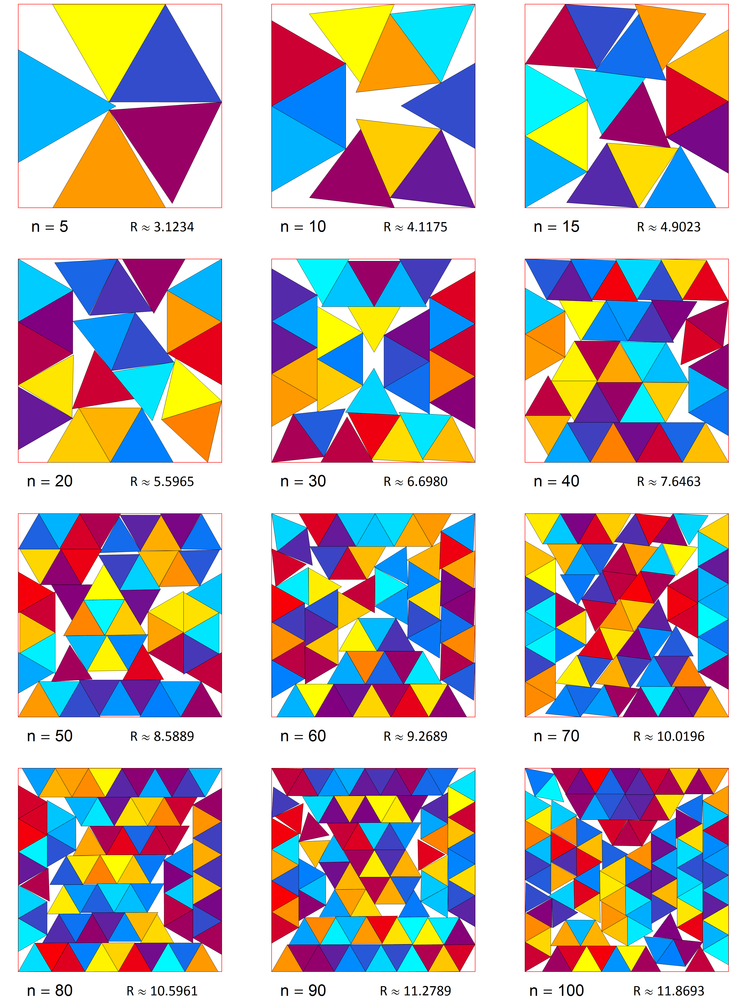 n = 5 R ≈ 3.1234 n = 10 R ≈ 4.1175 n = 15 R ≈ 4.9023
n = 20 R ≈ 5.5965 n = 30 R ≈ 6.6980 n = 40 R ≈ 7.6463
n = 50 R ≈ 8.5889 n = 60 R ≈ 9.2689 n = 70 R ≈ 10.0196
n = 80 R ≈ 10.5961 n = 90 R ≈ 11.2789 n = 100 R ≈ 11.8693